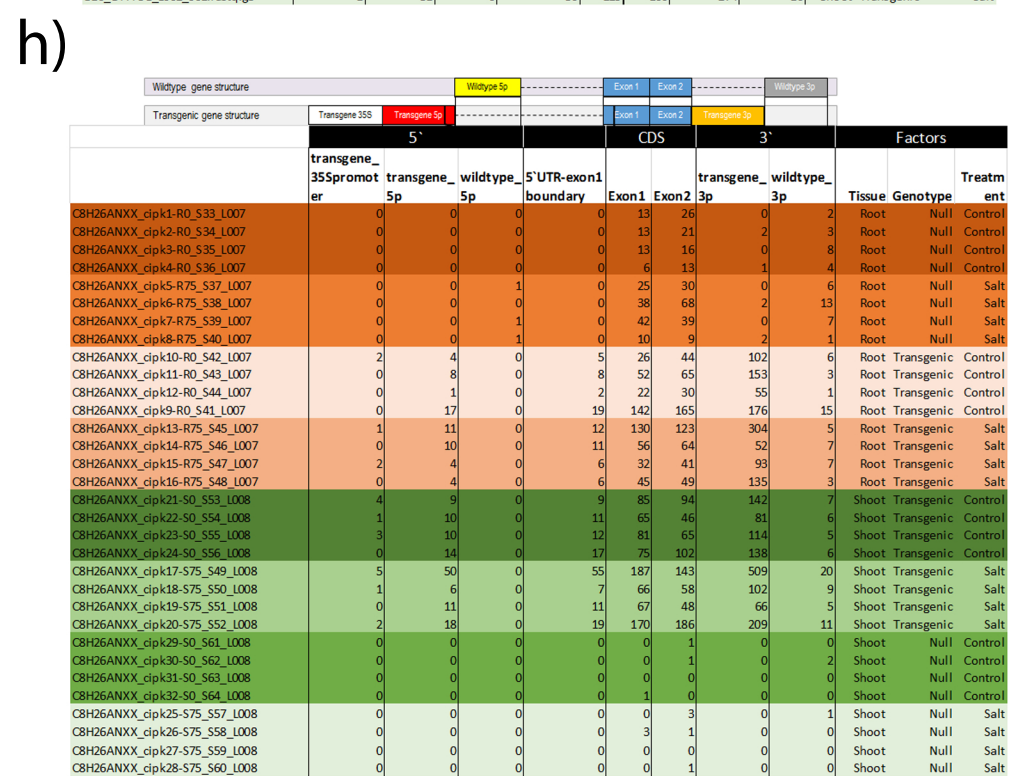 h)
Wildtype gene structure Wildtype 5p Exon 1 Exon 2 Wildtype 3p
Transgenic gene structure Transgene 35S Transgene 5p Exon 1 Exon 2 Transgene 3p
5` CDS 3` Factors
transgene_35Spromoter transgene_5p wildtype_5p 5`UTR-exon1 boundary Exon1 Exon2 transgene_3p wildtype_3p Tissue Genotype Treatment
C8H26ANXX_cipk1-R0_S33_L007 0 0 0 0 13 26 0 2 Root Null Control
C8H26ANXX_cipk2-R0_S34_L007 0 0 0 0 13 21 2 3 Root Null Control
C8H26ANXX_cipk3-R0_S35_L007 0 0 0 0 13 16 0 8 Root Null Control
C8H26ANXX_cipk4-R0_S36_L007 0 0 0 0 6 13 1 4 Root Null Control
C8H26ANXX_cipk5-R75_S37_L007 0 0 1 0 25 30 0 6 Root Null Salt
C8H26ANXX_cipk6-R75_S38_L007 0 0 0 0 38 68 2 13 Root Null Salt
C8H26ANXX_cipk7-R75_S39_L007 0 0 1 0 42 39 0 7 Root Null Salt
C8H26ANXX_cipk8-R75_S40_L007 0 0 1 0 10 9 2 1 Root Null Salt
C8H26ANXX_cipk10-R0_S42_L007 2 4 0 5 26 44 102 6 Root Transgenic Control
C8H26ANXX_cipk11-R0_S43_L007 0 8 0 8 52 65 153 3 Root Transgenic Control
C8H26ANXX_cipk12-R0_S44_L007 0 1 0 2 22 30 55 1 Root Transgenic Control
C8H26ANXX_cipk9-R0_S41_L007 0 17 0 19 142 165 176 15 Root Transgenic Control
C8H26ANXX_cipk13-R75_S45_L007 1 11 0 12 130 123 304 5 Root Transgenic Salt
C8H26ANXX_cipk14-R75_S46_L007 0 10 0 11 56 64 52 7 Root Transgenic Salt
C8H26ANXX_cipk15-R75_S47_L007 2 4 0 6 32 41 93 7 Root Transgenic Salt
C8H26ANXX_cipk16-R75_S48_L007 0 4 0 6 45 49 135 3 Root Transgenic Salt
C8H26ANXX_cipk21-S0_S53_L008 4 9 0 9 85 94 142 7 Shoot Transgenic Control
C8H26ANXX_cipk22-S0_S54_L008 1 10 0 11 65 46 81 6 Shoot Transgenic Control
C8H26ANXX_cipk23-S0_S55_L008 3 10 0 12 81 65 114 5 Shoot Transgenic Control
C8H26ANXX_cipk24-S0_S56_L008 0 14 0 17 75 102 138 6 Shoot Transgenic Control
C8H26ANXX_cipk17-S75_S49_L008 5 50 0 55 187 143 509 20 Shoot Transgenic Salt
C8H26ANXX_cipk18-S75_S50_L008 1 6 0 7 66 58 102 9 Shoot Transgenic Salt
C8H26ANXX_cipk19-S75_S51_L008 0 11 0 11 67 48 66 5 Shoot Transgenic Salt
C8H26ANXX_cipk20-S75_S52_L008 2 18 0 19 170 186 209 11 Shoot Transgenic Salt
C8H26ANXX_cipk29-S0_S61_L008 0 0 0 0 0 1 0 0 Shoot Null Control
C8H26ANXX_cipk30-S0_S62_L008 0 0 0 0 0 1 0 2 Shoot Null Control
C8H26ANXX_cipk31-S0_S63_L008 0 0 0 0 0 0 0 0 Shoot Null Control
C8H26ANXX_cipk32-S0_S64_L008 0 0 0 0 1 0 0 0 Shoot Null Control
C8H26ANXX_cipk25-S75_S57_L008 0 0 0 0 0 3 0 1 Shoot Null Salt
C8H26ANXX_cipk26-S75_S58_L008 0 0 0 0 3 1 0 0 Shoot Null Salt
C8H26ANXX_cipk27-S75_S59_L008 0 0 0 0 0 0 0 0 Shoot Null Salt
C8H26ANXX_cipk28-S75_S60_L008 0 0 0 0 0 1 0 0 Shoot Null Salt